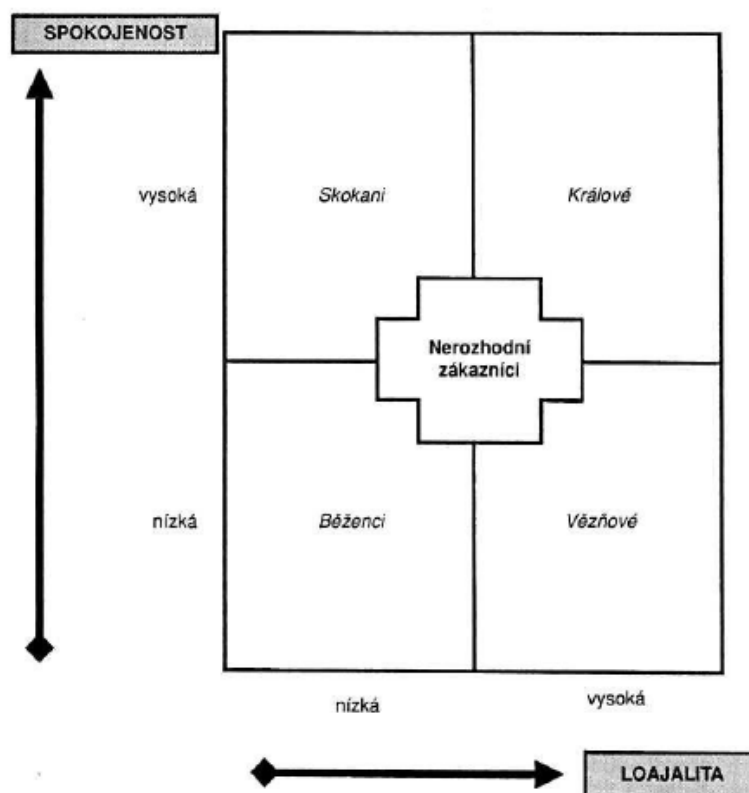 SPOKOJENOST
vysoká
Skokani
Králové
Nerozhodní
zákazníci
nízká
Běženci
Vězňové
nízká
vysoká
LOAJALITA